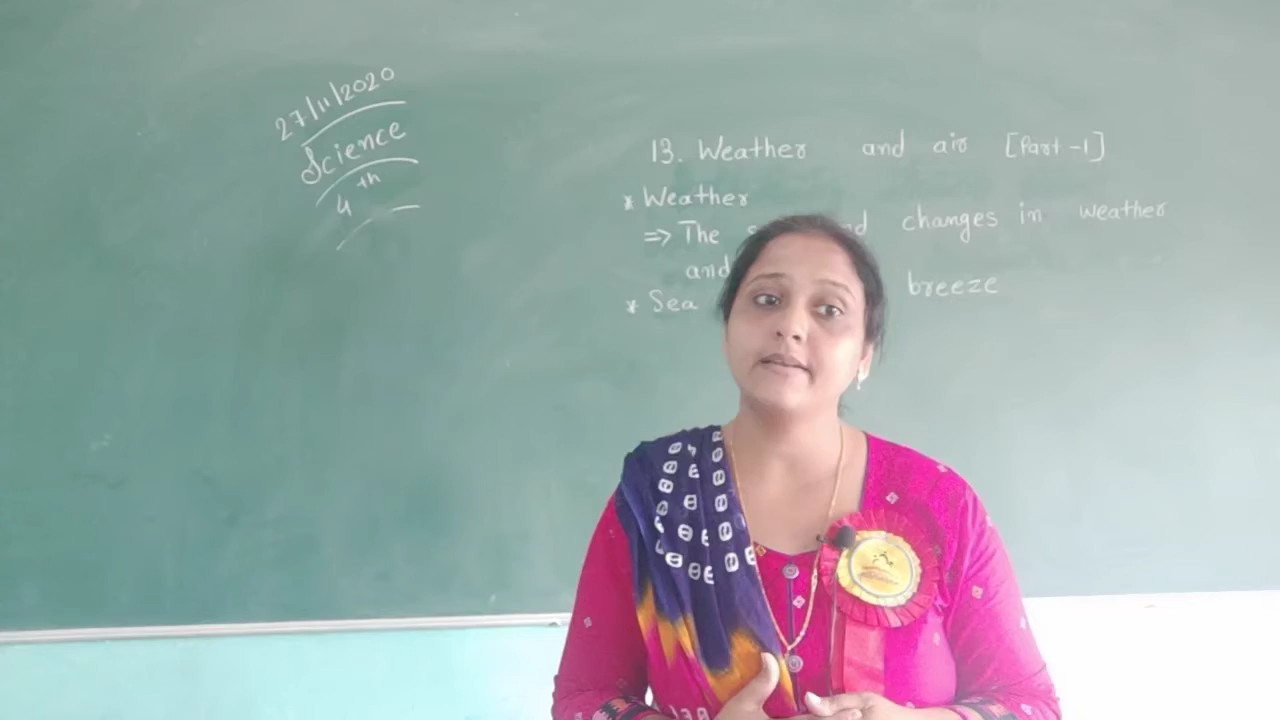 27/11/2020
Science
4th
13. Weather and air [Part-1]
* Weather
⇒ The changes in weather
and
* Sea breeze